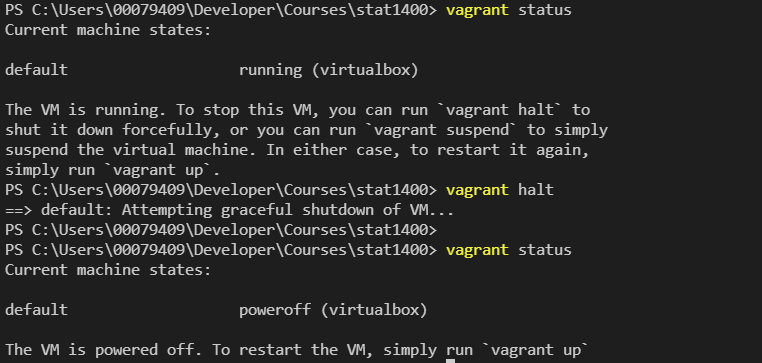 PS C:\Users\00079409\Developer\Courses\stat1400> vagrant status
Current machine states:
default                   running (virtualbox)
The VM is running. To stop this VM, you can run `vagrant halt` to
shut it down forcefully, or you can run `vagrant suspend` to simply
suspend the virtual machine. In either case, to restart it again,
simply run `vagrant up`.
PS C:\Users\00079409\Developer\Courses\stat1400> vagrant halt
==> default: Attempting graceful shutdown of VM...
PS C:\Users\00079409\Developer\Courses\stat1400>
PS C:\Users\00079409\Developer\Courses\stat1400> vagrant status
Current machine states:
default                   poweroff (virtualbox)
The VM is powered off. To restart the VM, simply run `vagrant up`